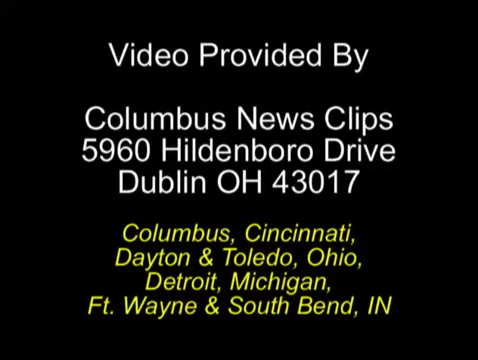 Video Provided By
Columbus News Clips
5960 Hildenboro Drive
Dublin OH 43017
Columbus, Cincinnati,
Dayton & Toledo, Ohio,
Detroit, Michigan,
Ft. Wayne & South Bend, IN